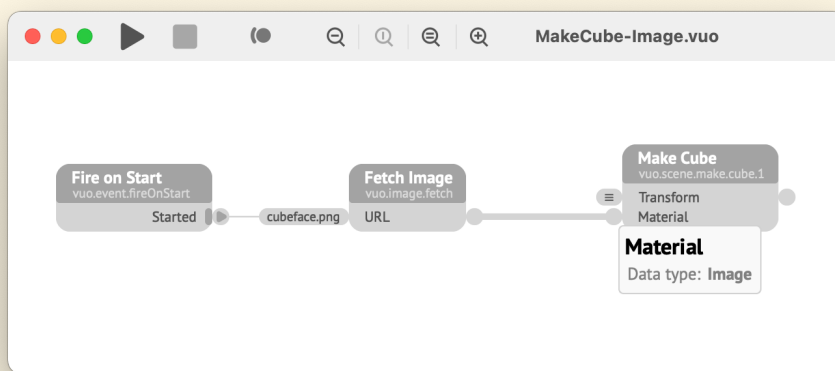 MakeCube-Image.vuo
Fire on Start
vuo.event.fireOnStart
Started
cubeface.png
Fetch Image
vuo.image.fetch
URL
Make Cube
vuo.scene.make.cube.1
Transform
Material
Material
Data type: Image